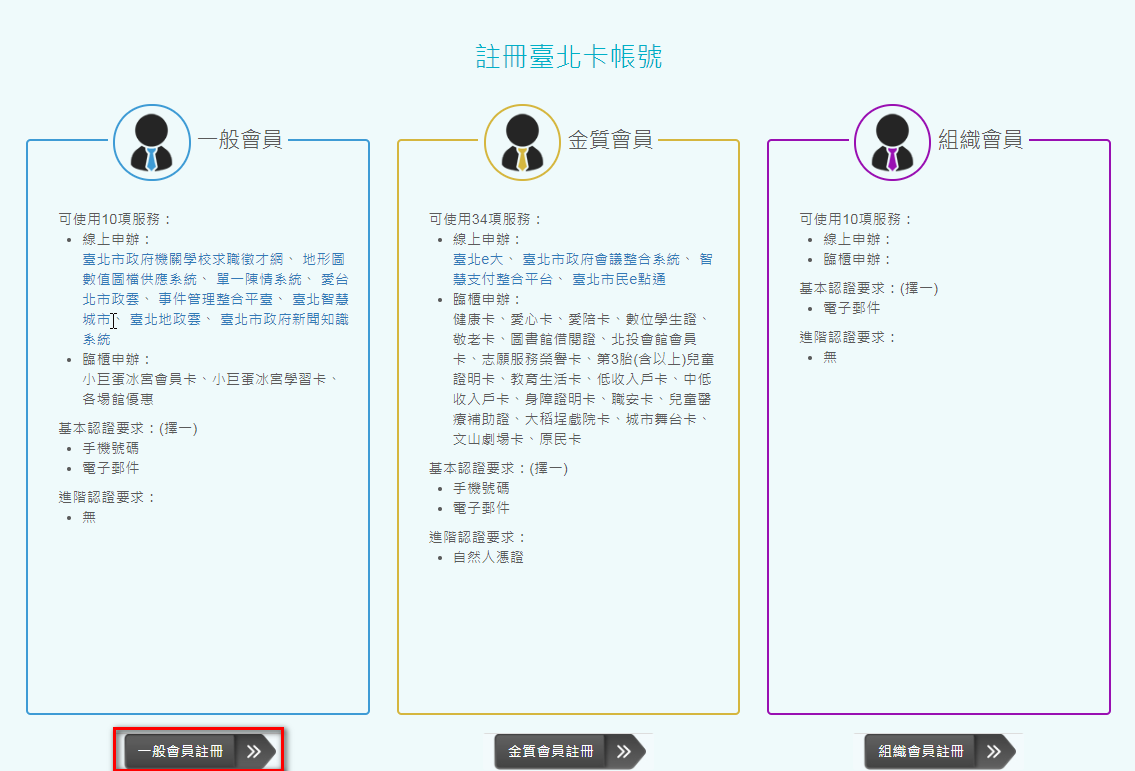 註冊臺北卡帳號
一般會員
可使用10項服務：
線上申辦：
臺北市政府機關學校求職徵才網、 地形圖
數值圖檔供應系統、 單一陳情系統、 愛台
北市政雲、 事件管理整合平臺、 臺北智慧
城市、 臺北地政雲、 臺北市政府新聞知識
系統
臨櫃申辦：
小巨蛋冰宮會員卡、小巨蛋冰宮學習卡、
各場館優惠
基本認證要求：(擇一)
手機號碼
電子郵件
進階認證要求：
無
一般會員註冊
金質會員
可使用34項服務：
線上申辦：
臺北e大、 臺北市政府會議整合系統、 智
慧支付整合平台、 臺北市民e點通
臨櫃申辦：
健康卡、愛心卡、愛陪卡、數位學生證、
敬老卡、圖書館借閱證、北投會館會員
卡、志願服務榮譽卡、第3胎(含以上)兒童
證明卡、教育生活卡、低收入戶卡、中低
收入戶卡、身障證明卡、職安卡、兒童醫
療補助證、大稻埕戲院卡、城市舞台卡、
文山劇場卡、原民卡
基本認證要求：(擇一)
手機號碼
電子郵件
進階認證要求：
自然人憑證
金質會員註冊
組織會員
可使用10項服務：
線上申辦：
臨櫃申辦：
基本認證要求：(擇一)
電子郵件
進階認證要求：
無
組織會員註冊